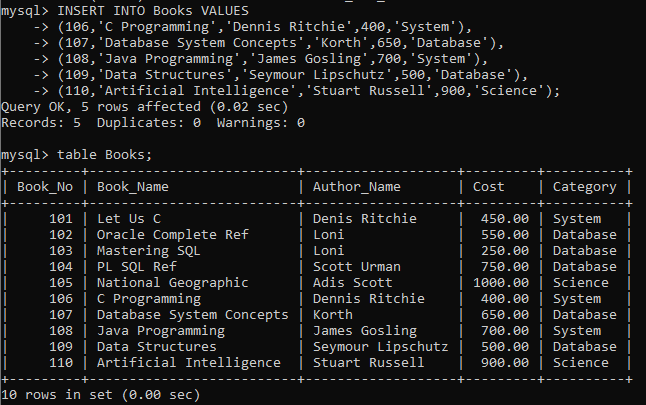 mysql> INSERT INTO Books VALUES
    -> (106,'C Programming','Dennis Ritchie',400,'System'),
    -> (107,'Database System Concepts','Korth',650,'Database'),
    -> (108,'Java Programming','James Gosling',700,'System'),
    -> (109,'Data Structures','Seymour Lipschutz',500,'Database'),
    -> (110,'Artificial Intelligence','Stuart Russell',900,'Science');
Query OK, 5 rows affected (0.02 sec)
Records: 5  Duplicates: 0  Warnings: 0

mysql> table Books;
+---------+--------------------------+-------------------+---------+----------+
| Book_No | Book_Name                | Author_Name       | Cost    | Category |
+---------+--------------------------+-------------------+---------+----------+
|     101 | Let Us C                 | Denis Ritchie     |  450.00 | System   |
|     102 | Oracle Complete Ref      | Loni              |  550.00 | Database |
|     103 | Mastering SQL            | Loni              |  250.00 | Database |
|     104 | PL SQL Ref               | Scott Urman       |  750.00 | Database |
|     105 | National Geographic      | Adis Scott        | 1000.00 | Science  |
|     106 | C Programming            | Dennis Ritchie    |  400.00 | System   |
|     107 | Database System Concepts | Korth             |  650.00 | Database |
|     108 | Java Programming         | James Gosling     |  700.00 | System   |
|     109 | Data Structures          | Seymour Lipschutz |  500.00 | Database |
|     110 | Artificial Intelligence  | Stuart Russell    |  900.00 | Science  |
+---------+--------------------------+-------------------+---------+----------+
10 rows in set (0.00 sec)